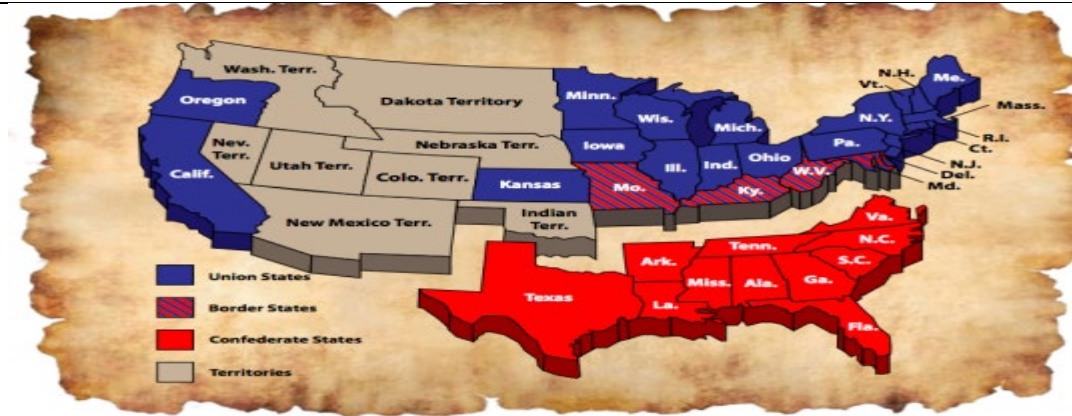 Wash. Terr.
Oregon
Dakota Territory
Minn.
Wis.
Mich.
N.H.
Vt.
Me.
N.Y.
Mass.
R.I.
Ct.
Nev.
Terr.
Utah Terr.
Nebraska Terr.
Iowa
Ill.
Ind.
Ohio
Pa.
N.J.
Del.
Md.
Calif.
Colo. Terr.
Kansas
Mo.
Ky.
W.V.
New Mexico Terr.
Indian
Terr.
Va.
N.C.
Tenn.
S.C.
Ark.
Miss.
Ala.
Ga.
Texas
La.
Fla.
Union States
Border States
Confederate States
Territories